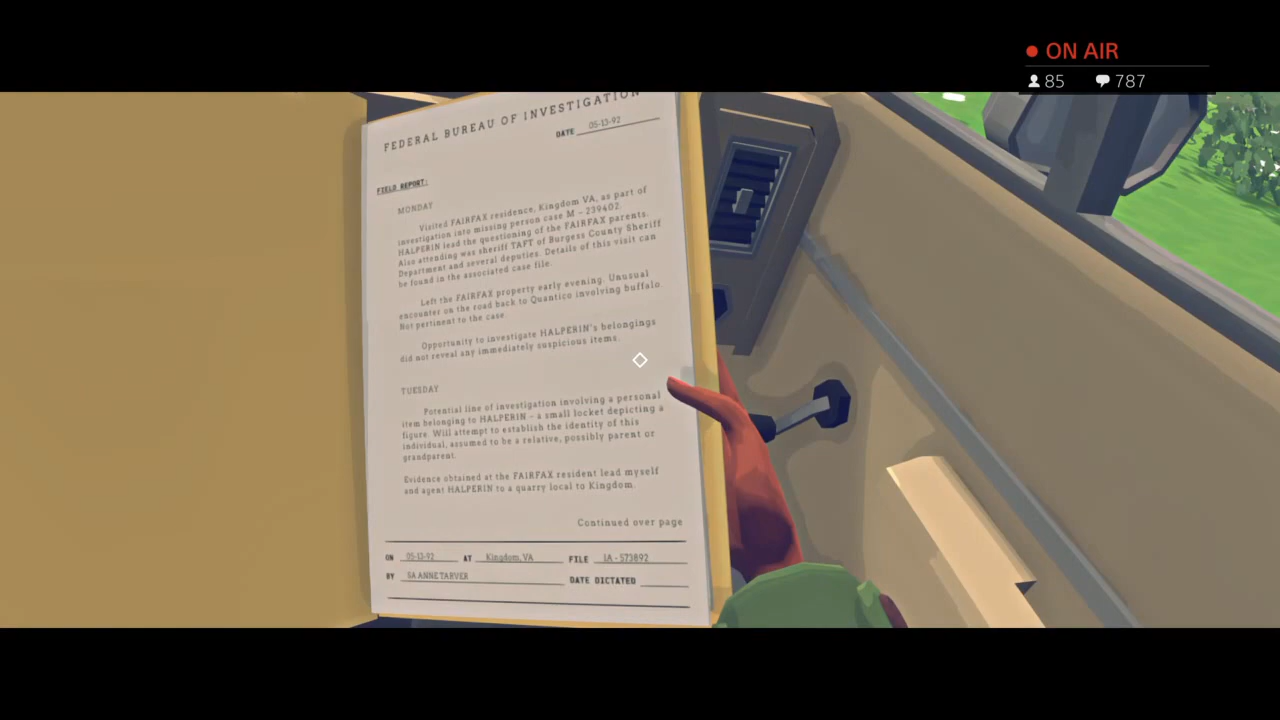 ON AIR
85 787
FEDERAL BUREAU OF INVESTIGATION
DATE 05-13-92
FIELD REPORT:
MONDAY
Visited FAIRFAX residence, Kingdom VA, as part of
investigation into missing person case M - 239402.
HALPERIN lead the questioning of the FAIRFAX parents.
Also attending was sheriff TAFT of Burgess County Sheriff
Department and several deputies. Details of this visit can
be found in the associated case file.
Left the FAIRFAX property early evening. Unusual
encounter on the road back to Quantico involving buffalo.
Not pertinent to the case.
Opportunity to investigate HALPERIN's belongings
did not reveal any immediately suspicious items.
TUESDAY
Potential line of investigation involving a personal
item belonging to HALPERIN - a small locket depicting a
figure. Will attempt to establish the identity of this
individual, assumed to be a relative, possibly parent or
grandparent.
Evidence obtained at the FAIRFAX resident lead myself
and agent HALPERIN to a quarry local to Kingdom.
Continued over page
ON 05-13-92 AT Kingdom, VA FILE 1A - 573892
BY SA ANNE TARVER DATE DICTATED